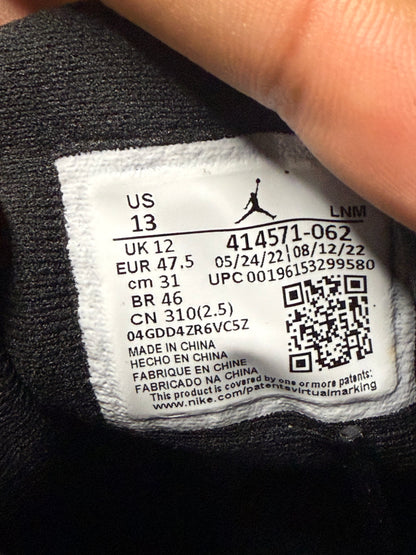 US
13
LNM
UK 12
414571-062
EUR 47.5
05/24/22 | 08/12/22
cm 31
UPC 00196153299580
BR 46
CN 310(2.5)
04GDD4ZR6VC5Z
MADE IN CHINA
HECHO EN CHINA
FABRIQUE EN CHINE
FABRICADO NA CHINA
This product is covered by one or more patents:
www.nike.com/patentsvirtualmarking